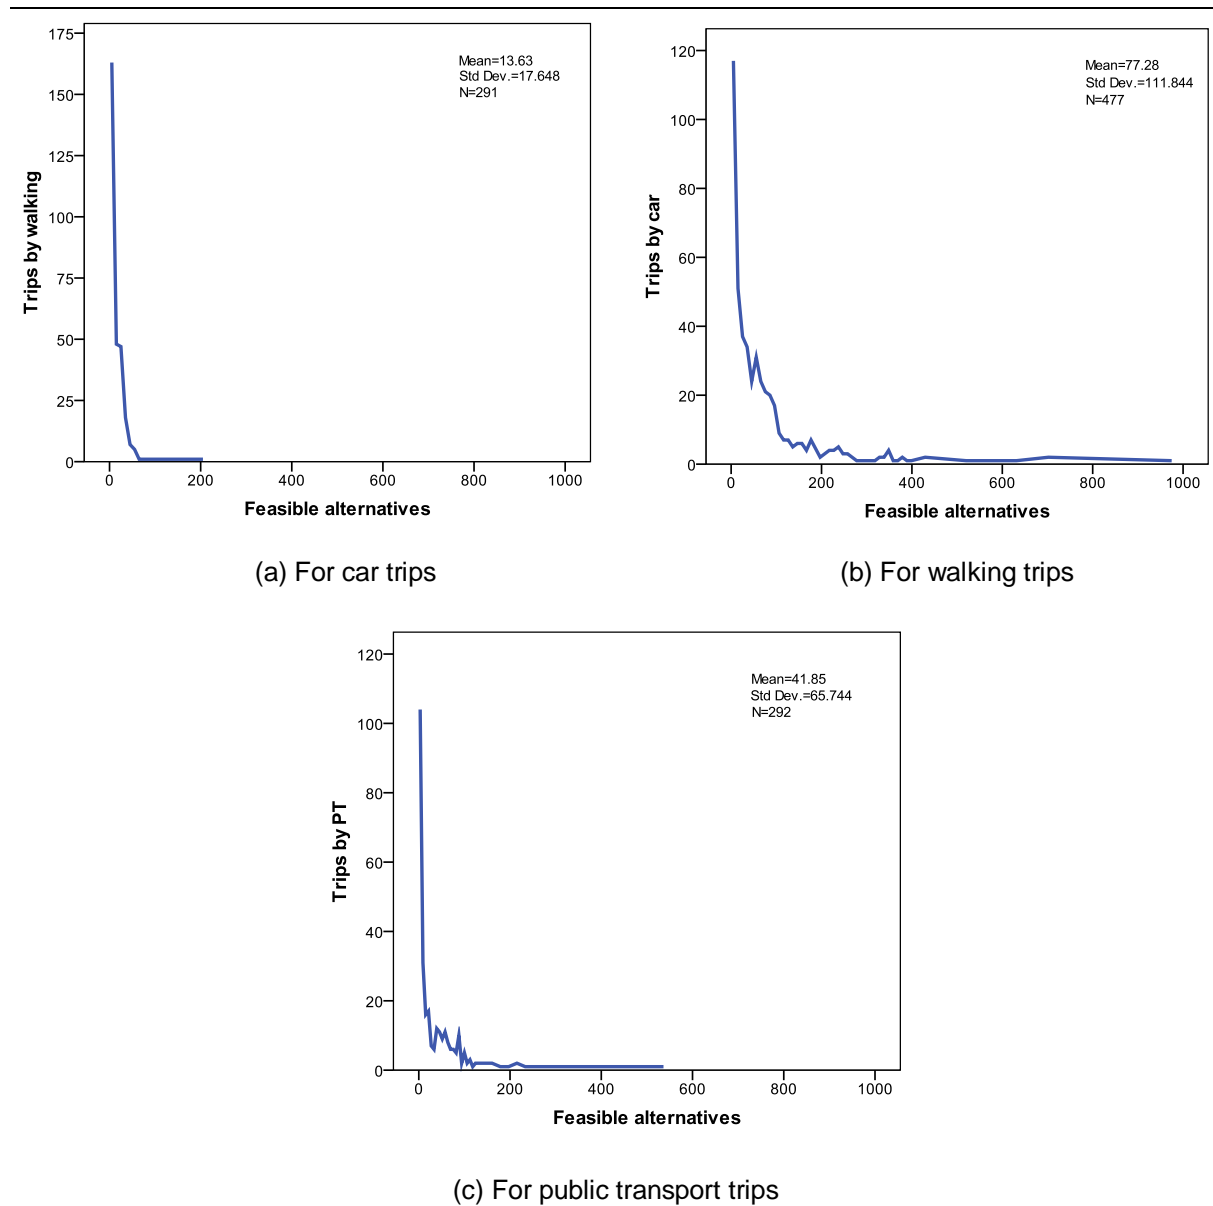 175
150
125
100
75
50
25
0
Trips by walking
Mean=13.63
Std Dev.=17.648
N=291
0 200 400 600 800 1000
Feasible alternatives
(a) For car trips
120
100
80
60
40
20
0
Trips by car
Mean=77.28
Std Dev.=111.844
N=477
0 200 400 600 800 1000
Feasible alternatives
(b) For walking trips
120
100
80
60
40
20
0
Trips by PT
Mean=41.85
Std Dev.=65.744
N=292
0 200 400 600 800 1000
Feasible alternatives
(c) For public transport trips